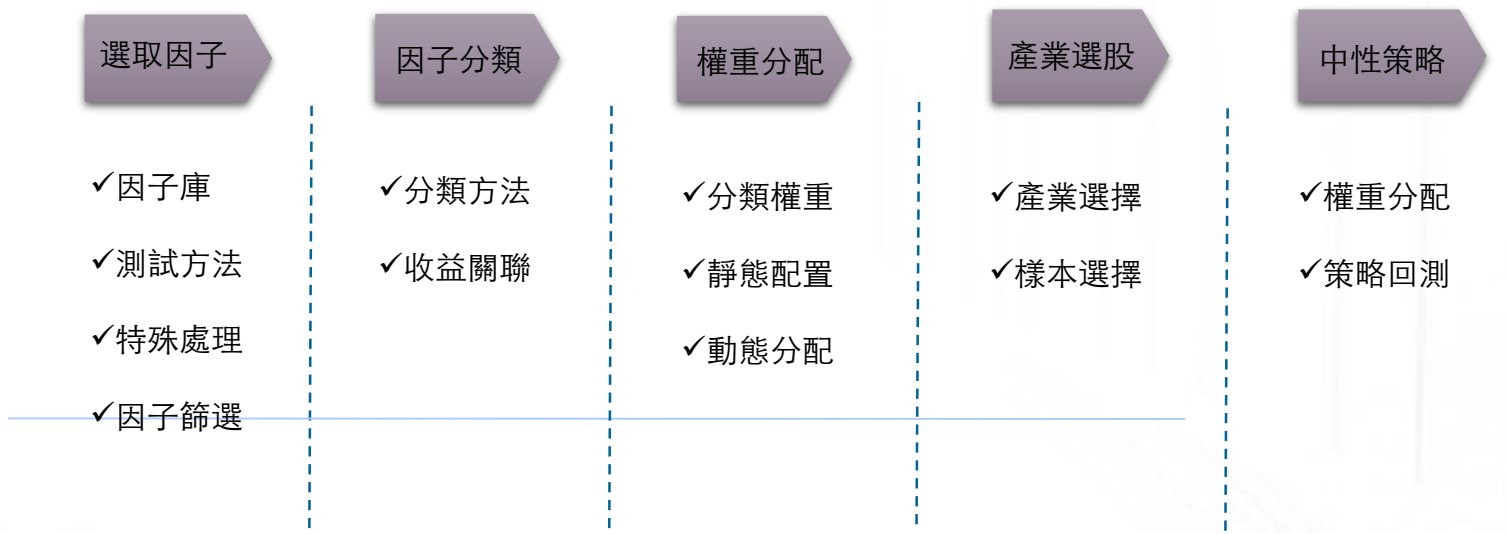 選取因子
因子分類
權重分配
產業選股
中性策略
✓因子庫
✓測試方法
✓特殊處理
✓因子篩選
✓分類方法
✓收益關聯
✓分類權重
✓靜態配置
✓動態分配
✓產業選擇
✓樣本選擇
✓權重分配
✓策略回測